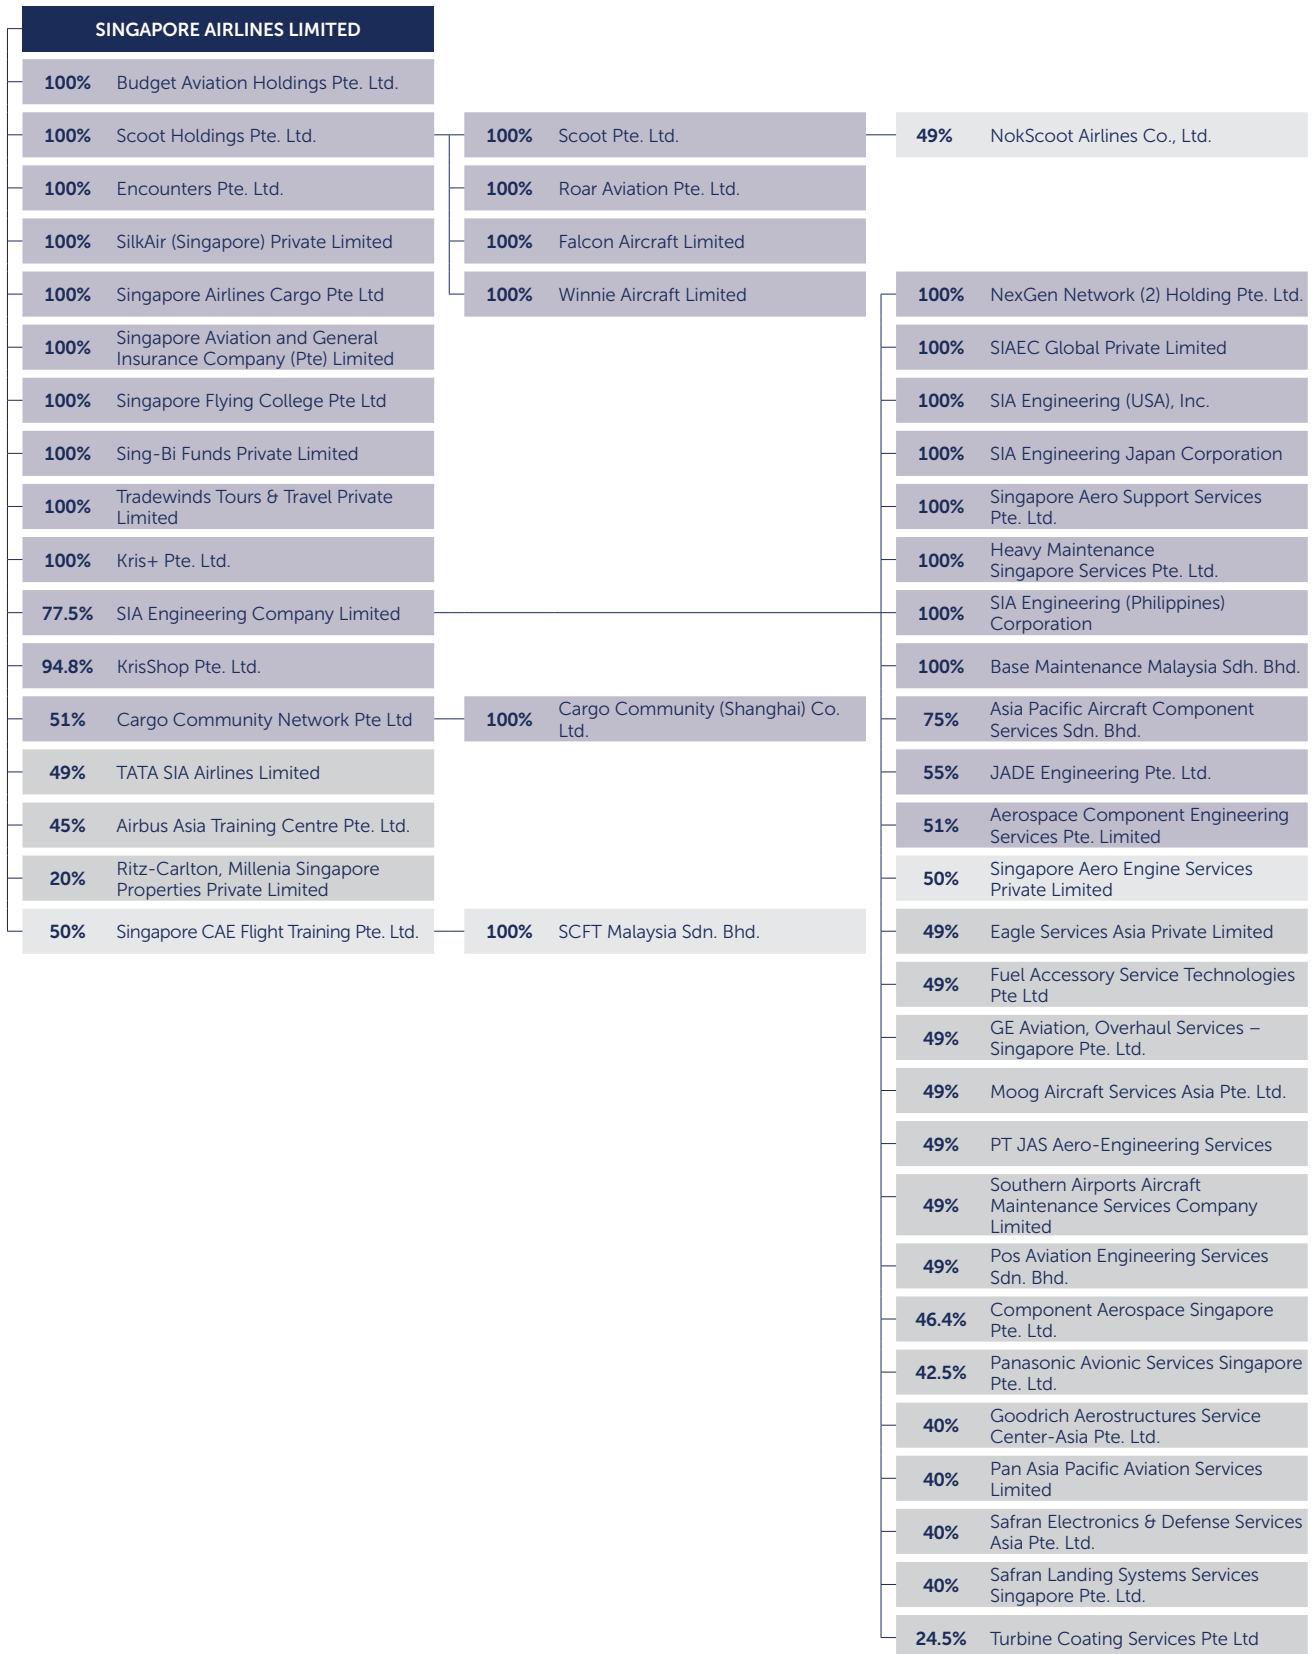 SINGAPORE AIRLINES LIMITED
100% Budget Aviation Holdings Pte. Ltd.
100% Scoot Holdings Pte. Ltd.
100% Encounters Pte. Ltd.
100% SilkAir (Singapore) Private Limited
100% Singapore Airlines Cargo Pte Ltd
100% Singapore Aviation and General
Insurance Company (Pte) Limited
100% Singapore Flying College Pte Ltd
100% Sing-Bi Funds Private Limited
100% Tradewinds Tours & Travel Private
Limited
100% Kris+ Pte. Ltd.
77.5% SIA Engineering Company Limited
94.8% KrisShop Pte. Ltd.
51% Cargo Community Network Pte Ltd
49% TATA SIA Airlines Limited
45% Airbus Asia Training Centre Pte. Ltd.
20% Ritz-Carlton, Millenia Singapore
Properties Private Limited
50% Singapore CAE Flight Training Pte. Ltd.
100% Scoot Pte. Ltd.
100% Roar Aviation Pte. Ltd.
100% Falcon Aircraft Limited
100% Winnie Aircraft Limited
100% Cargo Community (Shanghai) Co.
Ltd.
100% SCFT Malaysia Sdn. Bhd.
49% NokScoot Airlines Co., Ltd.
100% NexGen Network (2) Holding Pte. Ltd.
100% SIAEC Global Private Limited
100% SIA Engineering (USA), Inc.
100% SIA Engineering Japan Corporation
100% Singapore Aero Support Services
Pte. Ltd.
100% Heavy Maintenance
Singapore Services Pte. Ltd.
100% SIA Engineering (Philippines)
Corporation
100% Base Maintenance Malaysia Sdh. Bhd.
75% Asia Pacific Aircraft Component
Services Sdn. Bhd.
55% JADE Engineering Pte. Ltd.
51% Aerospace Component Engineering
Services Pte. Limited
50% Singapore Aero Engine Services
Private Limited
49% Eagle Services Asia Private Limited
49% Fuel Accessory Service Technologies
Pte Ltd
49% GE Aviation, Overhaul Services –
Singapore Pte. Ltd.
49% Moog Aircraft Services Asia Pte. Ltd.
49% PT JAS Aero-Engineering Services
49% Southern Airports Aircraft
Maintenance Services Company
Limited
49% Pos Aviation Engineering Services
Sdn. Bhd.
46.4% Component Aerospace Singapore
Pte. Ltd.
42.5% Panasonic Avionic Services Singapore
Pte. Ltd.
40% Goodrich Aerostructures Service
Center-Asia Pte. Ltd.
40% Pan Asia Pacific Aviation Services
Limited
40% Safran Electronics & Defense Services
Asia Pte. Ltd.
40% Safran Landing Systems Services
Singapore Pte. Ltd.
24.5% Turbine Coating Services Pte Ltd